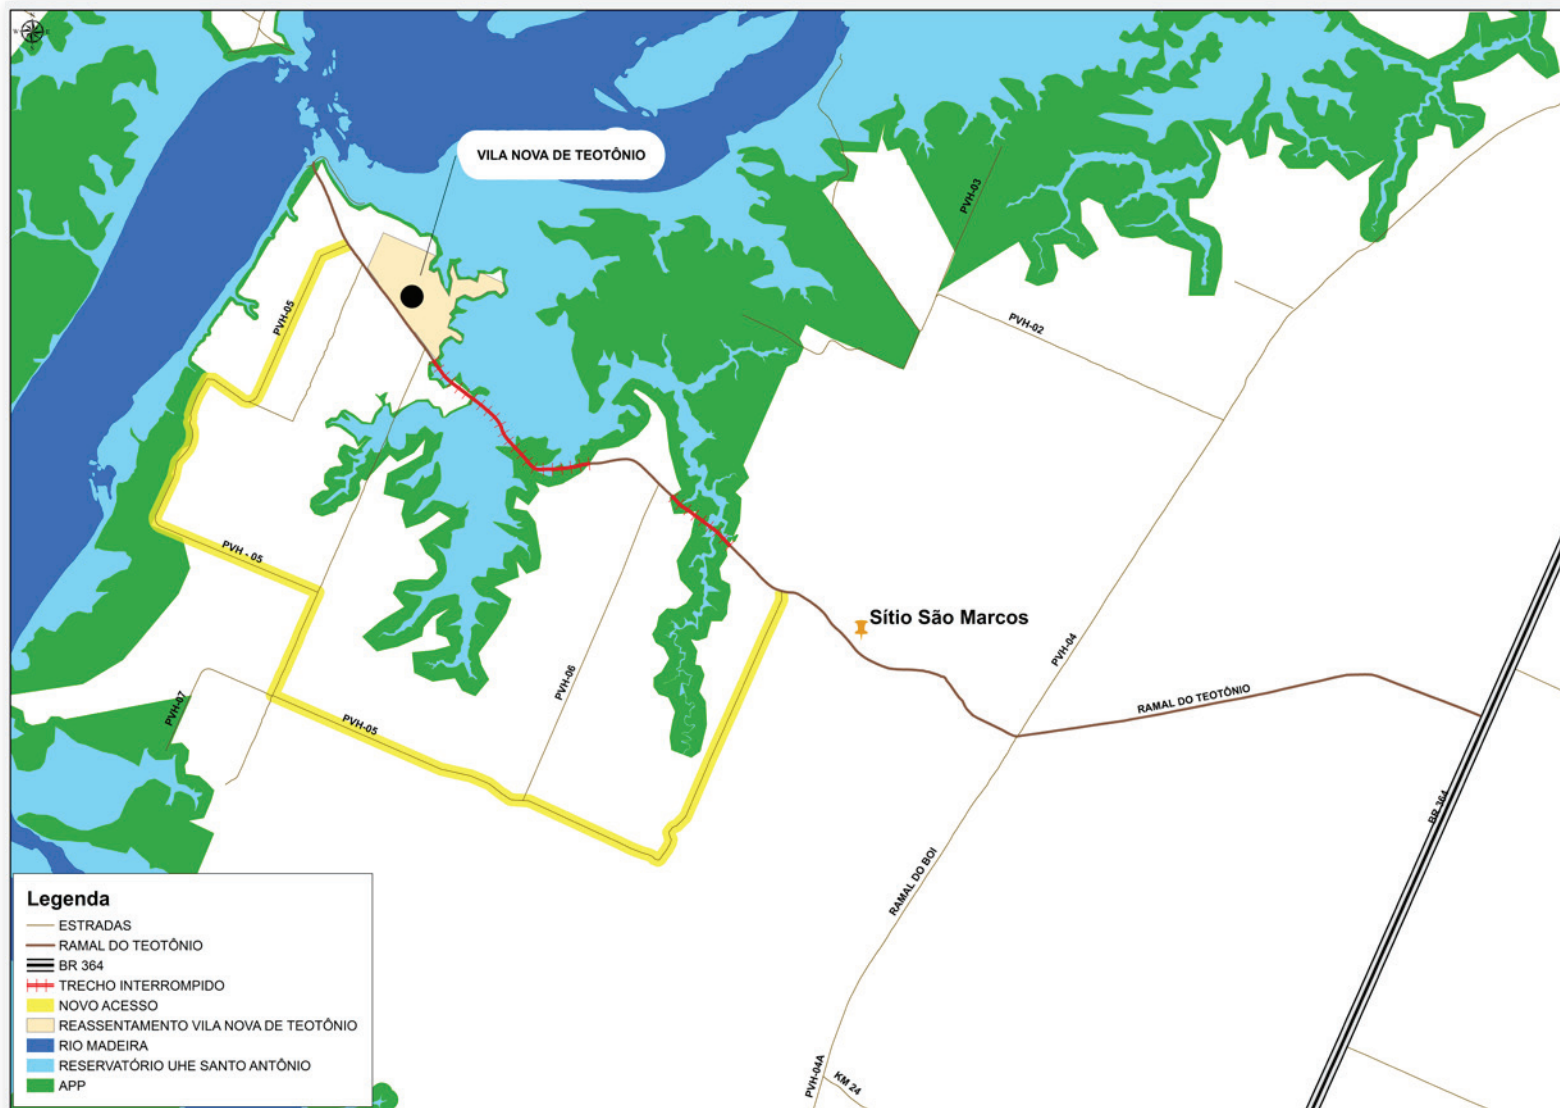 VILA NOVA DE TEOTÔNIO
PVH-03
PVH-05
PVH-02
PVH - 05
Sítio São Marcos
PVH-04
PVH-06
RAMAL DO TEOTÔNIO
PVH-07
PVH-05
BR 364
RAMAL DO BOI
PVH-04A
KM 24
Legenda
ESTRADAS
RAMAL DO TEOTÔNIO
BR 364
TRECHO INTERROMPIDO
NOVO ACESSO
REASSENTAMENTO VILA NOVA DE TEOTÔNIO
RIO MADEIRA
RESERVATÓRIO UHE SANTO ANTÔNIO
APP